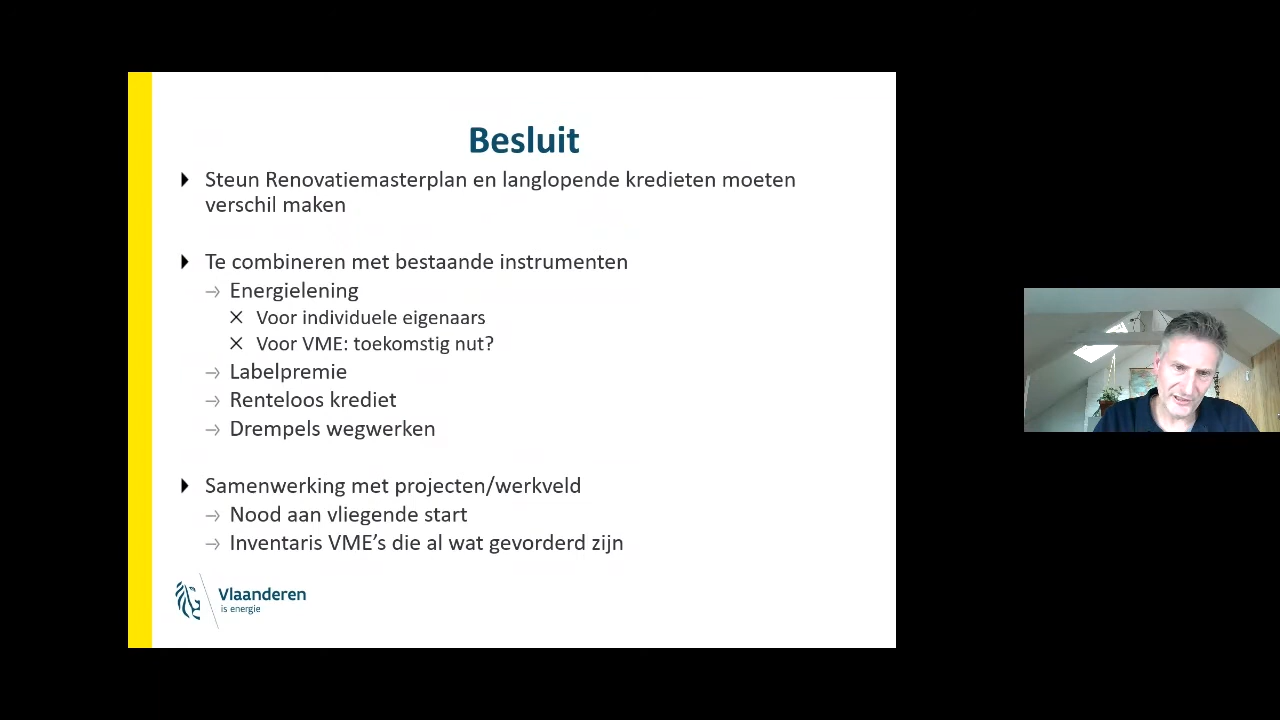 Besluit
Steun Renovatiemasterplan en langlopende kredieten moeten
verschil maken
Te combineren met bestaande instrumenten
Energielening
Voor individuele eigenaars
Voor VME: toekomstig nut?
Labelpremie
Renteloos krediet
Drempels wegwerken
Samenwerking met projecten/werkveld
Nood aan vliegende start
Inventaris VME's die al wat gevorderd zijn
Vlaanderen
is energie